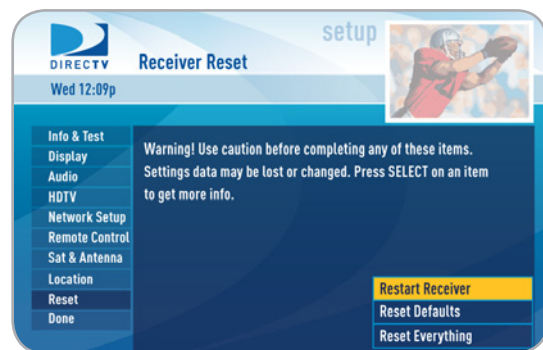 setup
DIRECTV
Receiver Reset
Wed 12:09p
Info & Test
Display
Audio
HDTV
Network Setup
Remote Control
Sat & Antenna
Location
Reset
Done
Warning! Use caution before completing any of these items.
Settings data may be lost or changed. Press SELECT on an item
to get more info.
Restart Receiver
Reset Defaults
Reset Everything